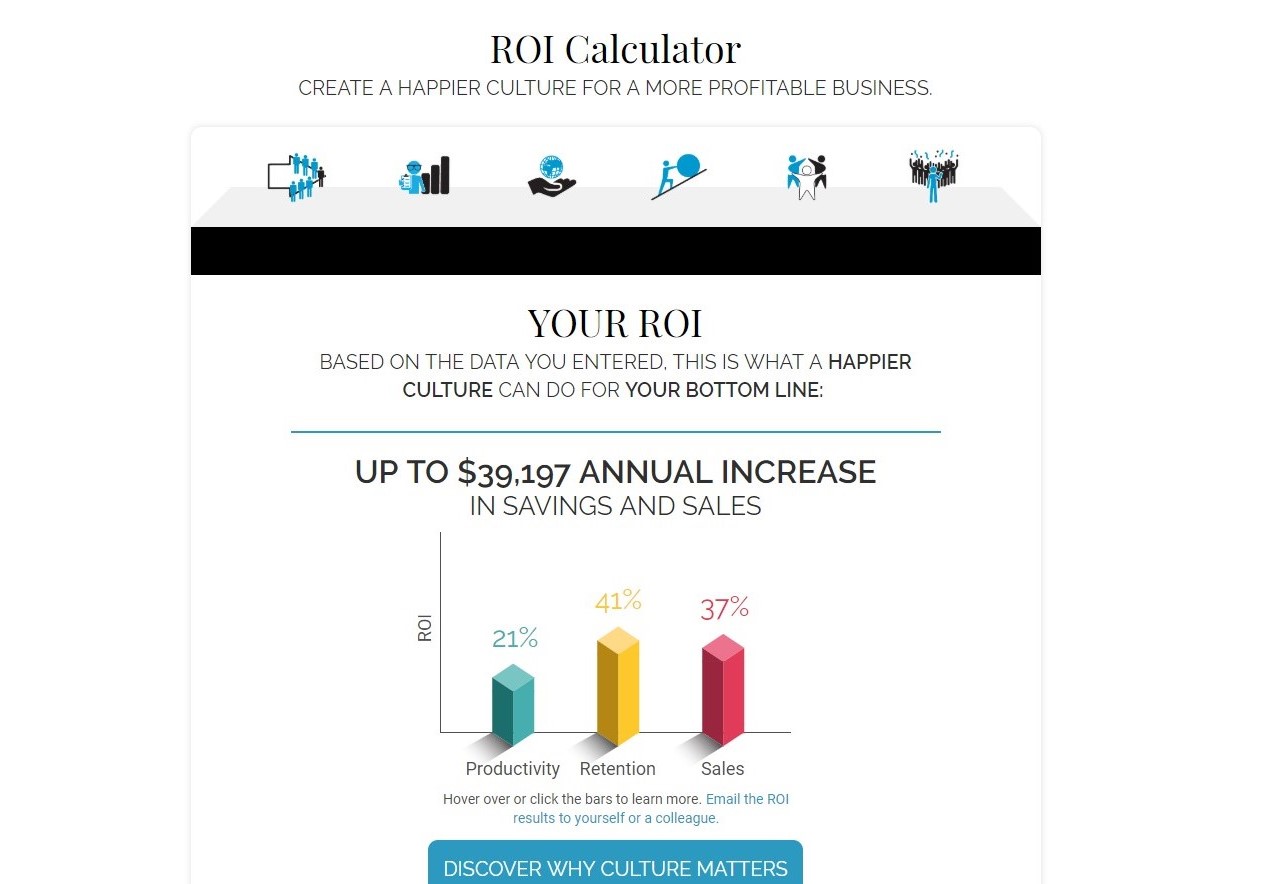 ROI Calculator
CREATE A HAPPIER CULTURE FOR A MORE PROFITABLE BUSINESS.
YOUR ROI
BASED ON THE DATA YOU ENTERED, THIS IS WHAT A HAPPIER
CULTURE CAN DO FOR YOUR BOTTOM LINE:
UP TO $39,197 ANNUAL INCREASE
IN SAVINGS AND SALES
ROI
21%
41%
37%
Productivity
Retention
Sales
Hover over or click the bars to learn more. Email the ROI
results to yourself or a colleague.
DISCOVER WHY CULTURE MATTERS